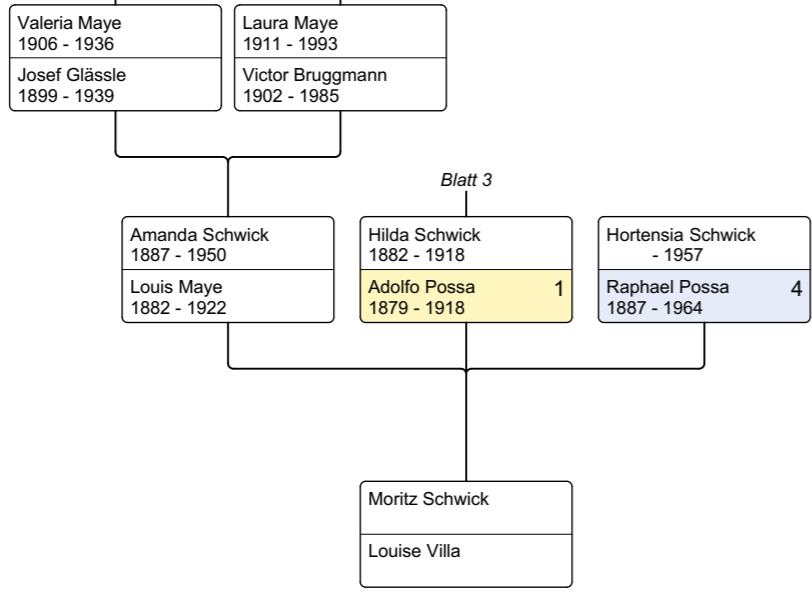 Valeria Maye
1906 - 1936
Josef Glässle
1899 - 1939
Laura Maye
1911 - 1993
Victor Bruggmann
1902 - 1985
Blatt 3
Amanda Schwick
1887 - 1950
Louis Maye
1882 - 1922
Hilda Schwick
1882 - 1918
Adolfo Possa 1
1879 - 1918
Hortensia Schwick
- 1957
Raphael Possa 4
1887 - 1964
Moritz Schwick
Louise Villa